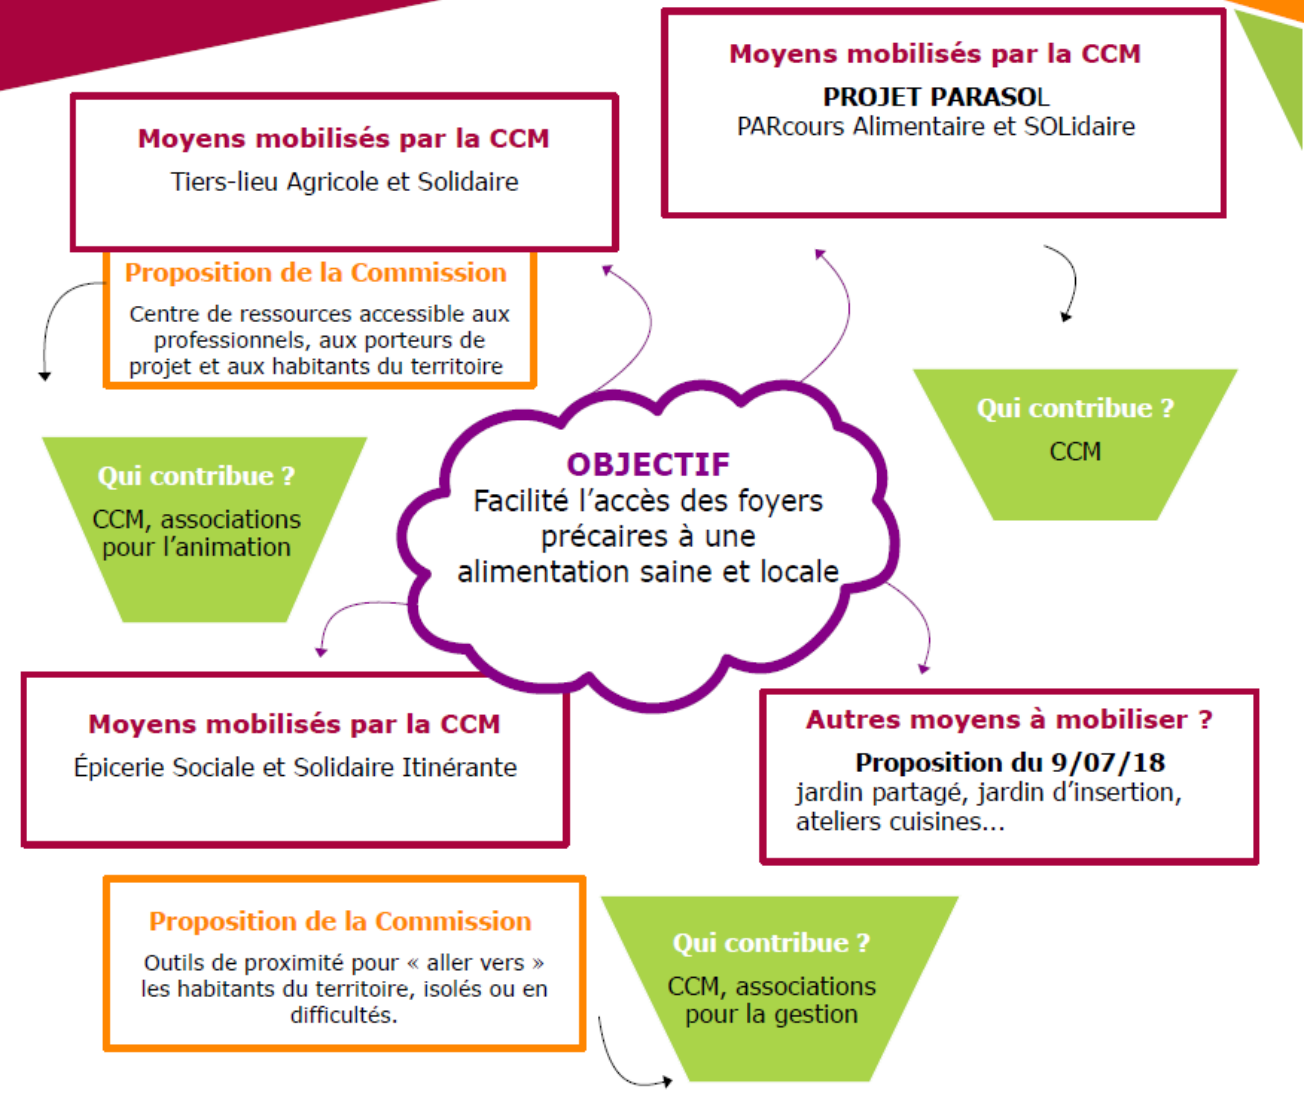 Moyens mobilisés par la CCM
PROJET PARASOL
PARcours Alimentaire et SOLidaire
Moyens mobilisés par la CCM
Tiers-lieu Agricole et Solidaire
Proposition de la Commission
Centre de ressources accessible aux
professionnels, aux porteurs de
projet et aux habitants du territoire
Qui contribue ?
CCM
Qui contribue ?
CCM, associations
pour l'animation
OBJECTIF
Facilité l'accès des foyers
précaires à une
alimentation saine et locale
Moyens mobilisés par la CCM
Épicerie Sociale et Solidaire Itinérante
Autres moyens à mobiliser ?
Proposition du 9/07/18
jardin partagé, jardin d'insertion,
ateliers cuisines...
Proposition de la Commission
Outils de proximité pour « aller vers »
les habitants du territoire, isolés ou en
difficultés.
Qui contribue ?
CCM, associations
pour la gestion